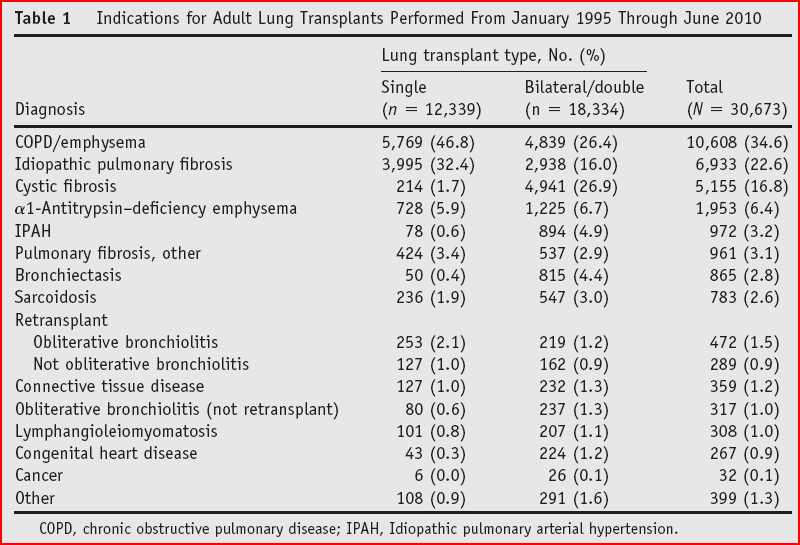 Table 1 Indications for Adult Lung Transplants Performed From January 1995 Through June 2010
Lung transplant type, No. (%)
Single Bilateral/double Total
Diagnosis (n = 12,339) (n = 18,334) (N = 30,673)
COPD/emphysema 5,769 (46.8) 4,839 (26.4) 10,608 (34.6)
Idiopathic pulmonary fibrosis 3,995 (32.4) 2,938 (16.0) 6,933 (22.6)
Cystic fibrosis 214 (1.7) 4,941 (26.9) 5,155 (16.8)
α1-Antitrypsin–deficiency emphysema 728 (5.9) 1,225 (6.7) 1,953 (6.4)
IPAH 78 (0.6) 894 (4.9) 972 (3.2)
Pulmonary fibrosis, other 424 (3.4) 537 (2.9) 961 (3.1)
Bronchiectasis 50 (0.4) 815 (4.4) 865 (2.8)
Sarcoidosis 236 (1.9) 547 (3.0) 783 (2.6)
Retransplant
Obliterative bronchiolitis 253 (2.1) 219 (1.2) 472 (1.5)
Not obliterative bronchiolitis 127 (1.0) 162 (0.9) 289 (0.9)
Connective tissue disease 127 (1.0) 232 (1.3) 359 (1.2)
Obliterative bronchiolitis (not retransplant) 80 (0.6) 237 (1.3) 317 (1.0)
Lymphangioleiomyomatosis 101 (0.8) 207 (1.1) 308 (1.0)
Congenital heart disease 43 (0.3) 224 (1.2) 267 (0.9)
Cancer 6 (0.0) 26 (0.1) 32 (0.1)
Other 108 (0.9) 291 (1.6) 399 (1.3)
COPD, chronic obstructive pulmonary disease; IPAH, Idiopathic pulmonary arterial hypertension.